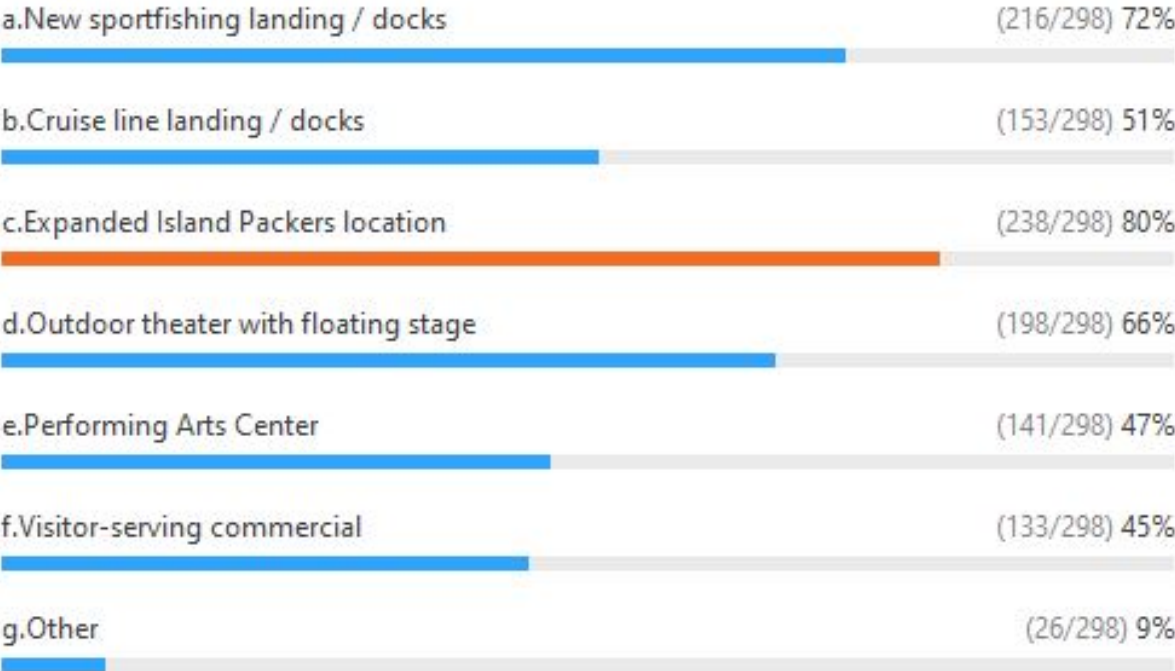 a.New sportfishing landing / docks (216/298) 72%
b.Cruise line landing / docks (153/298) 51%
c.Expanded Island Packers location (238/298) 80%
d.Outdoor theater with floating stage (198/298) 66%
e.Performing Arts Center (141/298) 47%
f.Visitor-serving commercial (133/298) 45%
g.Other (26/298) 9%